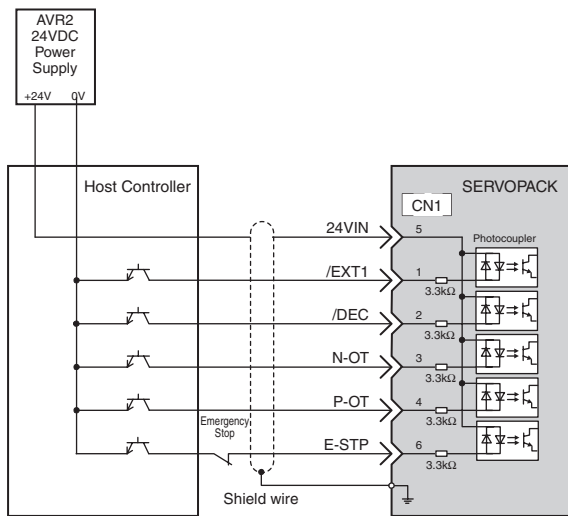 AVR2
24VDC
Power
Supply
+24V 0V
Host Controller
SERVOPACK
CN1
Photocoupler
24VIN 5
/EXT1 1
3.3kΩ
/DEC 2
3.3kΩ
N-OT 3
3.3kΩ
P-OT 4
3.3kΩ
Emergency
Stop
E-STP 6
3.3kΩ
Shield wire